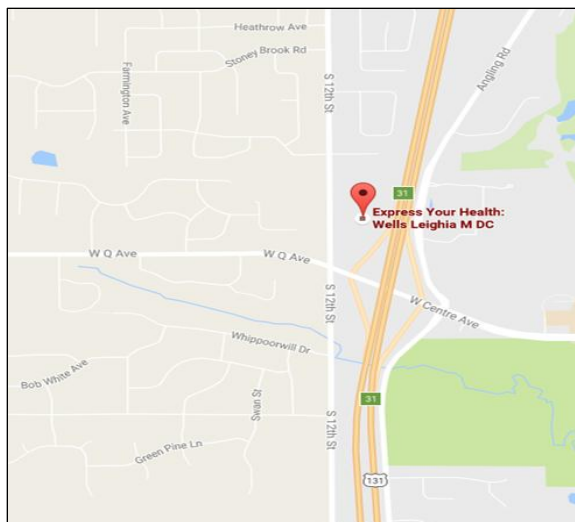 Heathrow Ave
Stoney Brook Rd
Farmington Ave
S 12th St
Angling Rd
31
Express Your Health:
Wells Leighia M DC
W Q Ave
W Q Ave
S 12th St
W Centre Ave
Whippoorwill Dr
Bob White Ave
Swan St
31
S 12th St
Green Pine Ln
131